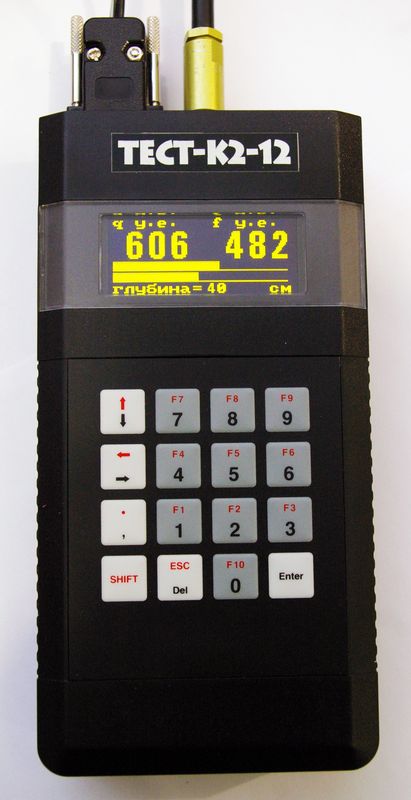 ТЕСТ-К2-12
q у.е. f у.е.
606 482
глубина= 40 см
F7 F8 F9
7 8 9
F4 F5 F6
4 5 6
. F1 F2 F3
, 1 2 3
SHIFT ESC F10 Enter
Del 0